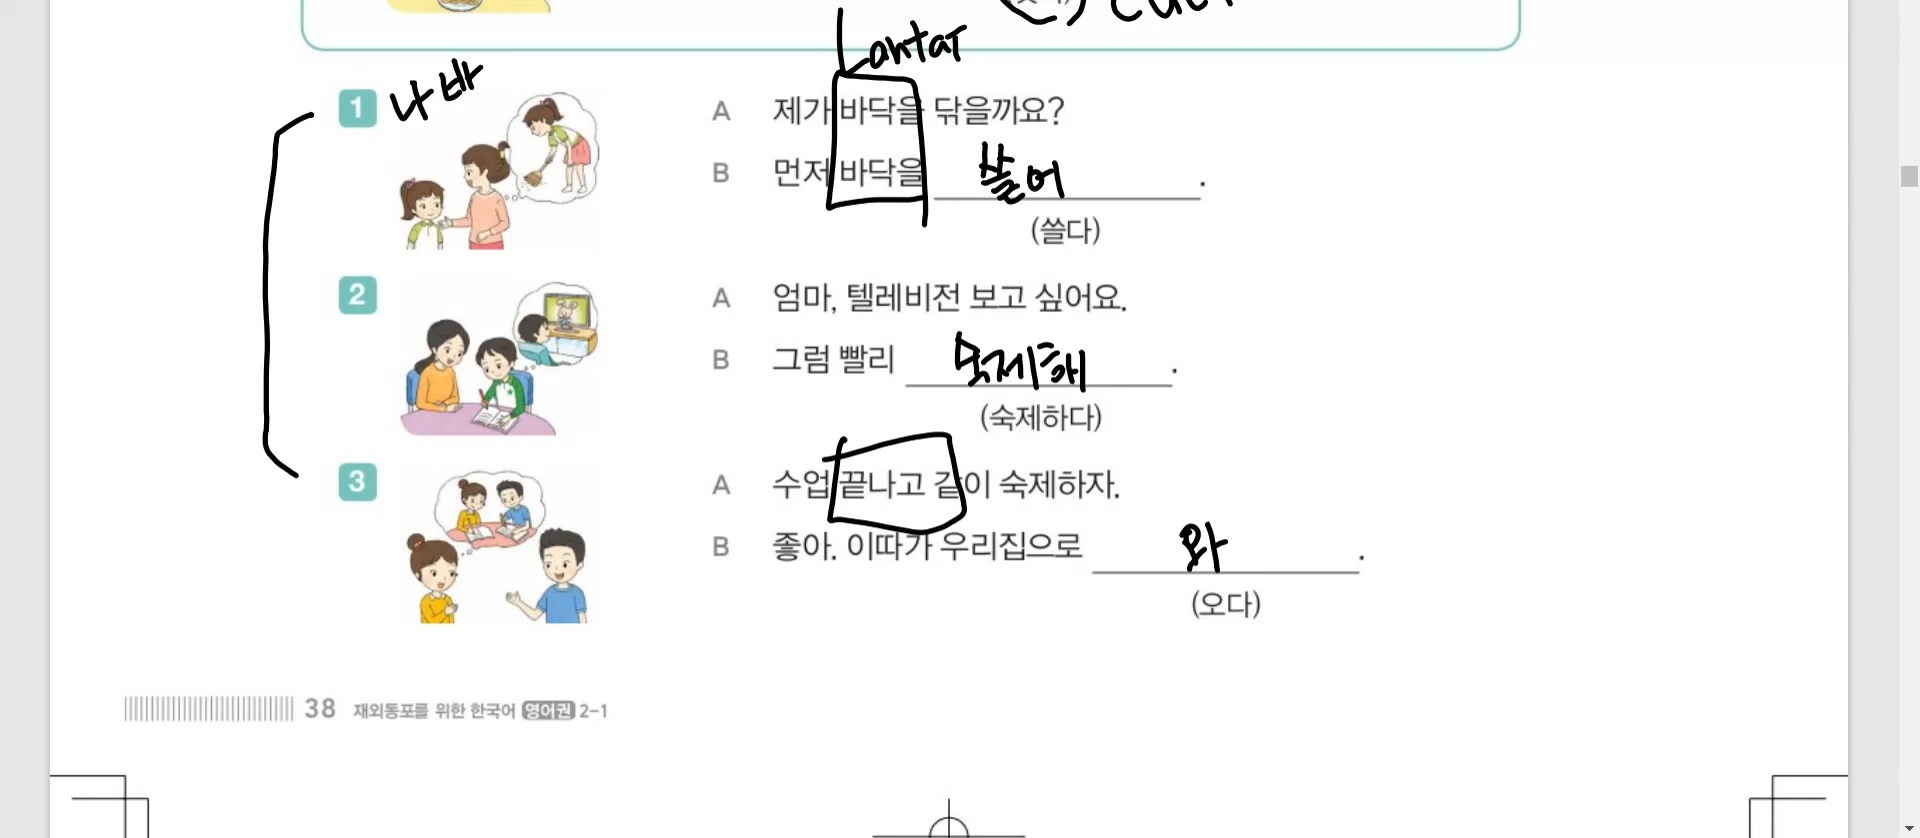 Lantai
1 나 바
A 제가 바닥을 닦을까요?
B 먼저 바닥을 쓸어.
(쓸다)
2
A 엄마, 텔레비전 보고 싶어요.
B 그럼 빨리 숙제해.
(숙제하다)
3
A 수업 끝나고 같이 숙제하자.
B 좋아. 이따가 우리집으로 와.
(오다)
38 재외동포를 위한 한국어 영어권 2-1